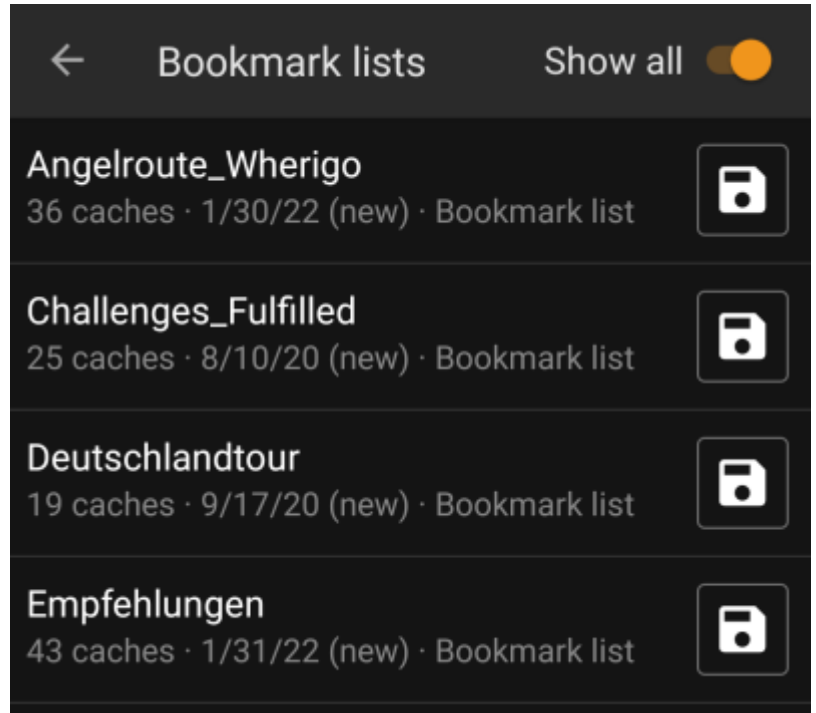 Bookmark lists Show all
Angelroute_Wherigo
36 caches · 1/30/22 (new) · Bookmark list
Challenges_Fulfilled
25 caches · 8/10/20 (new) · Bookmark list
Deutschlandtour
19 caches · 9/17/20 (new) · Bookmark list
Empfehlungen
43 caches · 1/31/22 (new) · Bookmark list